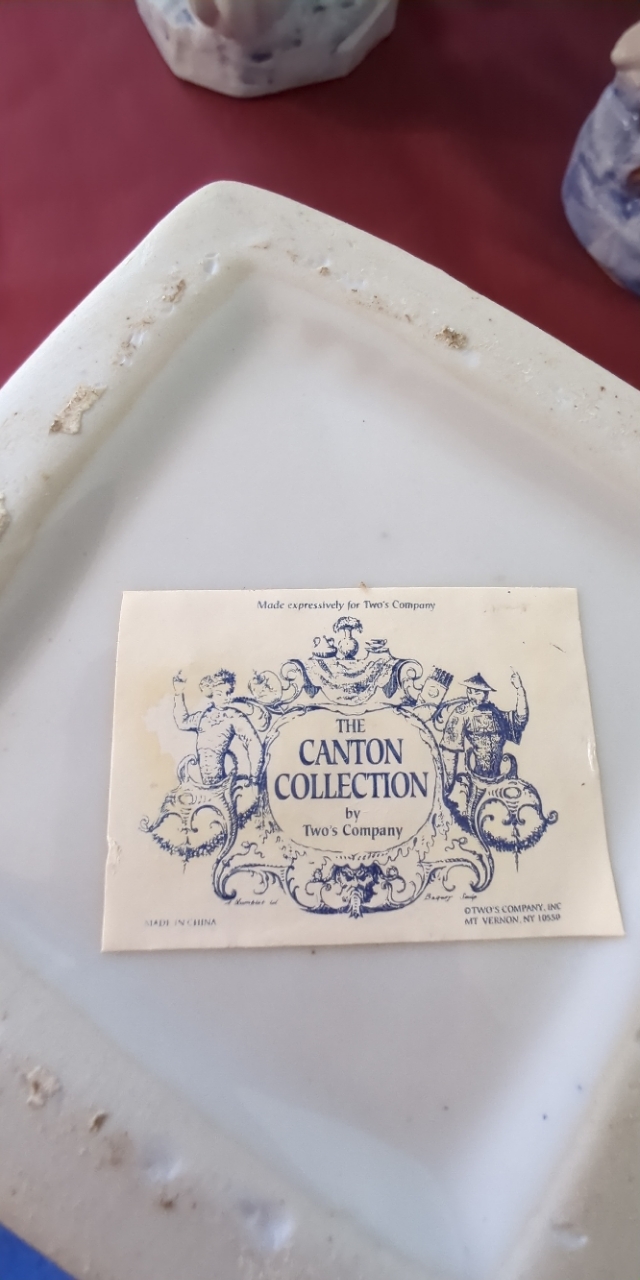 Made expressively for Two's Company
THE
CANTON
COLLECTION
by
Two's Company
MADE IN CHINA
©TWO'S COMPANY, INC
MT VERNON, NY 10550